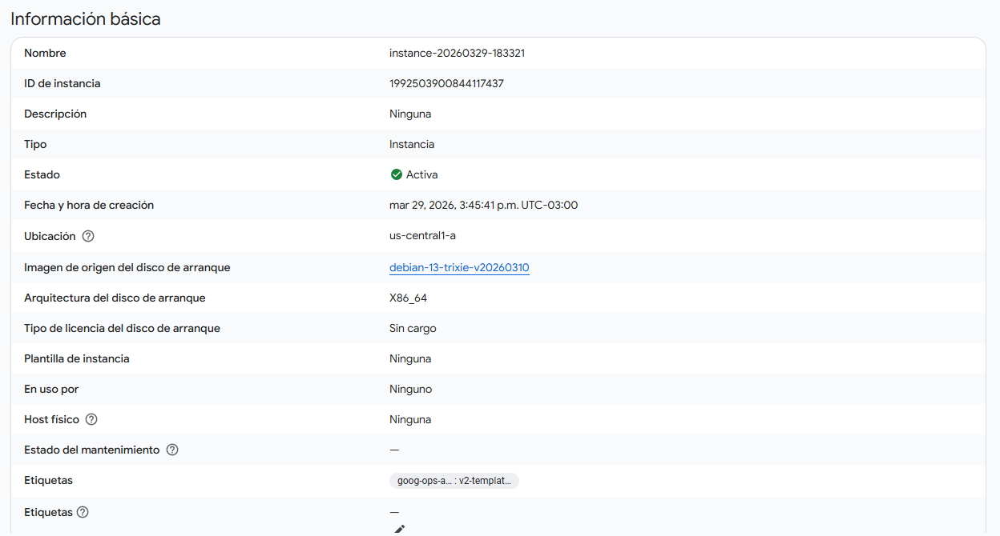 Información básica
Nombre instance-20260329-183321
ID de instancia 1992503900844117437
Descripción Ninguna
Tipo Instancia
Estado Activa
Fecha y hora de creación mar 29, 2026, 3:45:41 p.m. UTC-03:00
Ubicación us-central1-a
Imagen de origen del disco de arranque debian-13-trixie-v20260310
Arquitectura del disco de arranque X86_64
Tipo de licencia del disco de arranque Sin cargo
Plantilla de instancia Ninguna
En uso por Ninguno
Host físico Ninguna
Estado del mantenimiento —
Etiquetas goog-ops-a... : v2-templat...
Etiquetas —